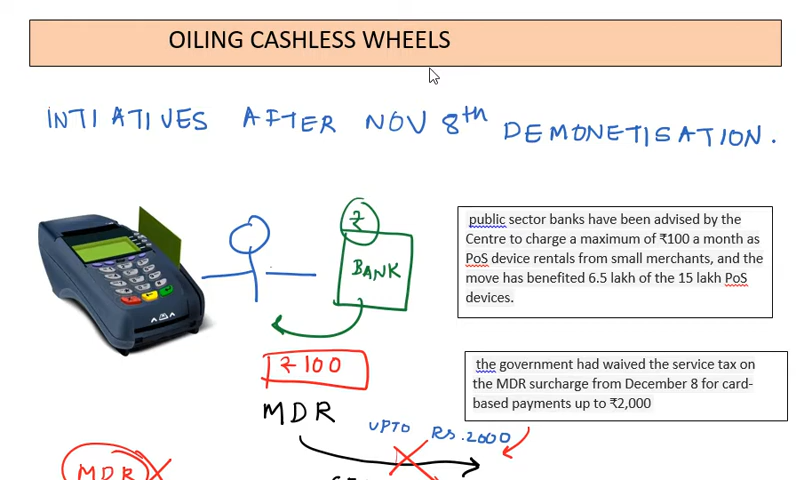 OILING CASHLESS WHEELS
INTIATIVES AFTER NOV 8th DEMONETISATION.
₹
BANK
public sector banks have been advised by the
Centre to charge a maximum of ₹100 a month as
PoS device rentals from small merchants, and the
move has benefited 6.5 lakh of the 15 lakh PoS
devices.
₹100
the government had waived the service tax on
the MDR surcharge from December 8 for card-
based payments up to ₹2,000
MDR
UPTO Rs.2000
MDR